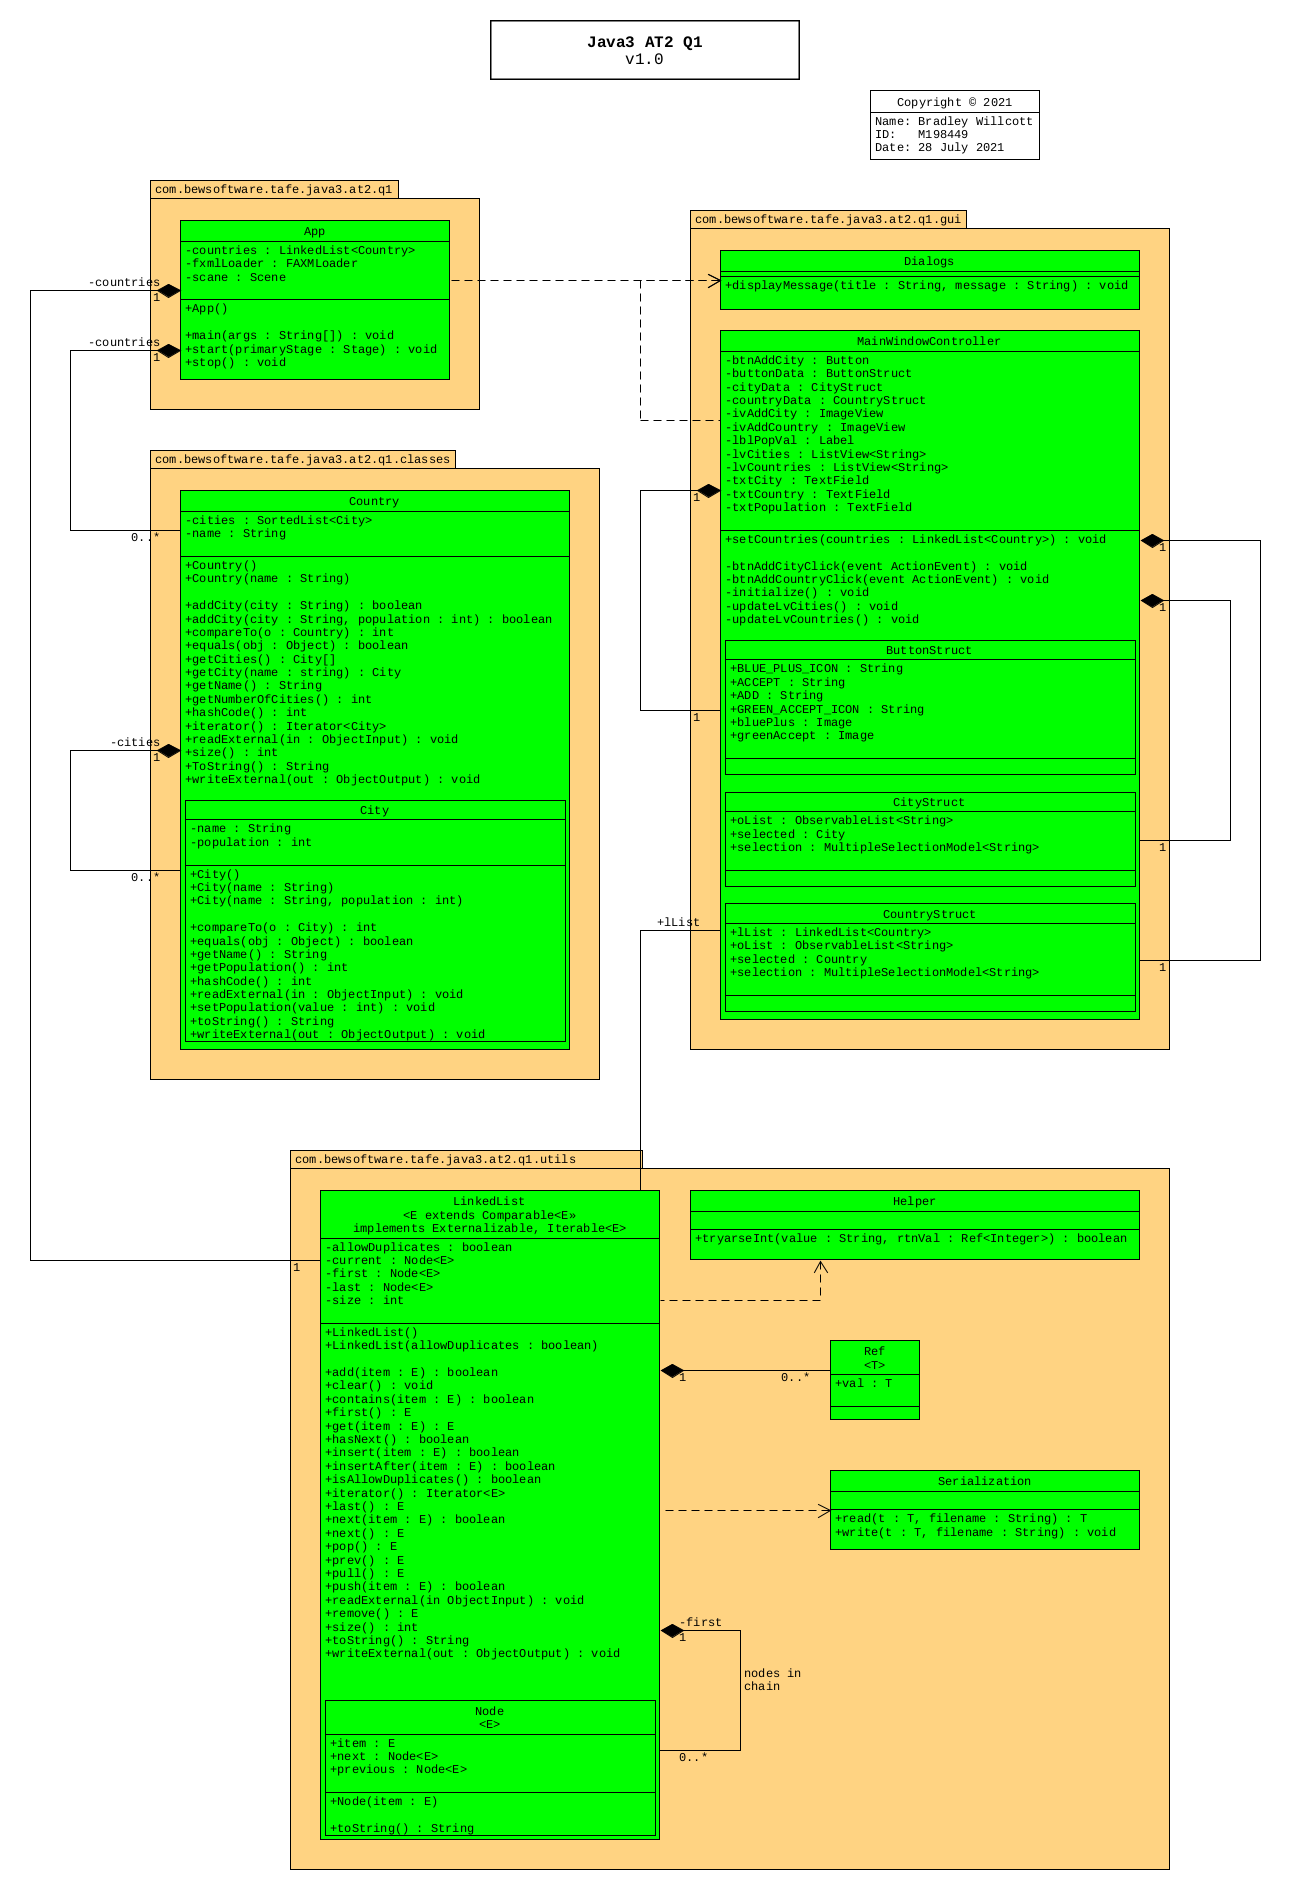 Java3 AT2 Q1
v1.0
Copyright © 2021
Name: Bradley Willcott
ID:   M198449
Date: 28 July 2021
com.bewsoftware.tafe.java3.at2.q1
App
-countries : LinkedList<Country>
-fxmlLoader : FAXMLoader
-scane : Scene
+App()
+main(args : String[]) : void
+start(primaryStage : Stage) : void
+stop() : void
-countries
1
-countries
1
com.bewsoftware.tafe.java3.at2.q1.gui
Dialogs
+displayMessage(title : String, message : String) : void
MainWindowController
-btnAddCity : Button
-buttonData : ButtonStruct
-cityData : CityStruct
-countryData : CountryStruct
-ivAddCity : ImageView
-ivAddCountry : ImageView
-lblPopVal : Label
-lvCities : ListView<String>
-lvCountries : ListView<String>
-txtCity : TextField
-txtCountry : TextField
-txtPopulation : TextField
+setCountries(countries : LinkedList<Country>) : void
-btnAddCityClick(event ActionEvent) : void
-btnAddCountryClick(event ActionEvent) : void
-initialize() : void
-updateLvCities() : void
-updateLvCountries() : void
1
1
1
ButtonStruct
+BLUE_PLUS_ICON : String
+ACCEPT : String
+ADD : String
+GREEN_ACCEPT_ICON : String
+bluePlus : Image
+greenAccept : Image
1
CityStruct
+oList : ObservableList<String>
+selected : City
+selection : MultipleSelectionModel<String>
1
CountryStruct
+lList : LinkedList<Country>
+oList : ObservableList<String>
+selected : Country
+selection : MultipleSelectionModel<String>
+lList
1
com.bewsoftware.tafe.java3.at2.q1.classes
Country
-cities : SortedList<City>
-name : String
0..*
+Country()
+Country(name : String)
+addCity(city : String) : boolean
+addCity(city : String, population : int) : boolean
+compareTo(o : Country) : int
+equals(obj : Object) : boolean
+getCities() : City[]
+getCity(name : string) : City
+getName() : String
+getNumberOfCities() : int
+hashCode() : int
+iterator() : Iterator<City>
+readExternal(in : ObjectInput) : void
+size() : int
+ToString() : String
+writeExternal(out : ObjectOutput) : void
-cities
1
City
-name : String
-population : int
0..*
+City()
+City(name : String)
+City(name : String, population : int)
+compareTo(o : City) : int
+equals(obj : Object) : boolean
+getName() : String
+getPopulation() : int
+hashCode() : int
+readExternal(in : ObjectInput) : void
+setPopulation(value : int) : void
+toString() : String
+writeExternal(out : ObjectOutput) : void
com.bewsoftware.tafe.java3.at2.q1.utils
LinkedList
<E extends Comparable<E»
implements Externalizable, Iterable<E>
-allowDuplicates : boolean
-current : Node<E>
-first : Node<E>
-last : Node<E>
-size : int
1
+LinkedList()
+LinkedList(allowDuplicates : boolean)
+add(item : E) : boolean
+clear() : void
+contains(item : E) : boolean
+first() : E
+get(item : E) : E
+hasNext() : boolean
+insert(item : E) : boolean
+insertAfter(item : E) : boolean
+isAllowDuplicates() : boolean
+iterator() : Iterator<E>
+last() : E
+next(item : E) : boolean
+next() : E
+pop() : E
+prev() : E
+pull() : E
+push(item : E) : boolean
+readExternal(in ObjectInput) : void
+remove() : E
+size() : int
+toString() : String
+writeExternal(out : ObjectOutput) : void
Node
<E>
+item : E
+next : Node<E>
+previous : Node<E>
+Node(item : E)
+toString() : String
Helper
+tryarseInt(value : String, rtnVal : Ref<Integer>) : boolean
Ref
<T>
+val : T
1
0..*
Serialization
+read(t : T, filename : String) : T
+write(t : T, filename : String) : void
-first
1
nodes in
chain
0..*